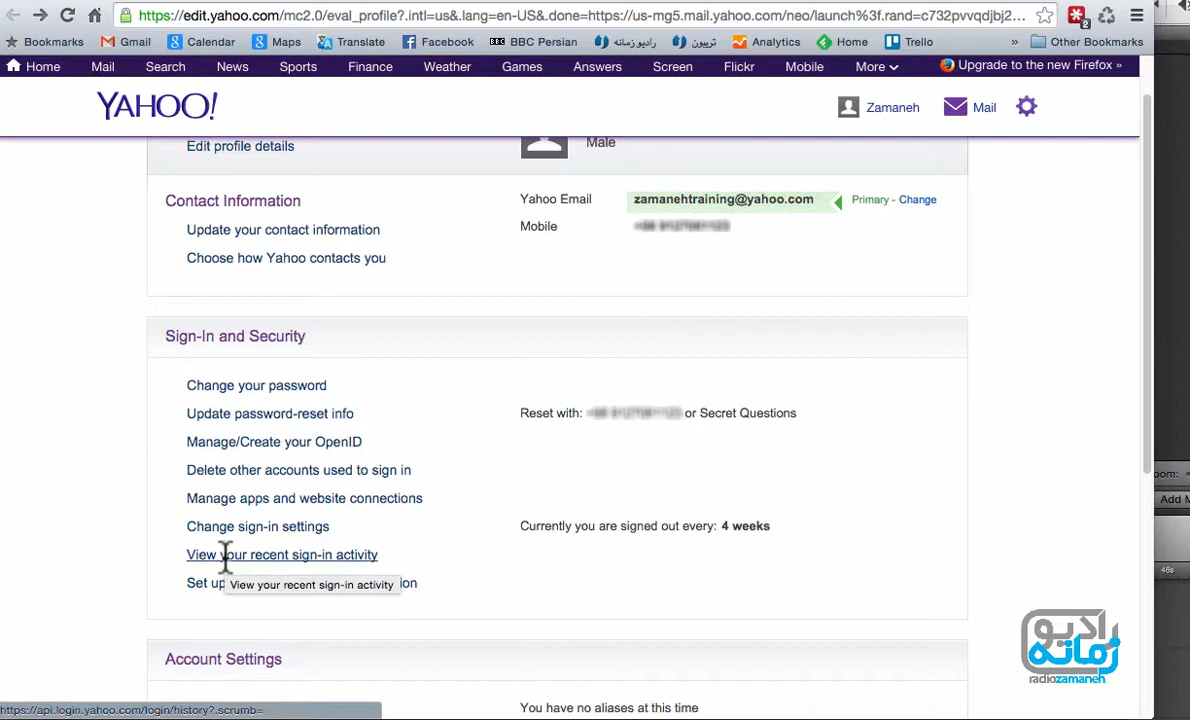 https://edit.yahoo.com/mc2.0/eval_profile?.intl=us&.lang=en-US&.done=https://us-mg5.mail.yahoo.com/neo/launch%3f.rand=c732pvvqdjbj2...
2
Bookmarks Gmail Calendar Maps Translate Facebook BBC Persian رادیو زمانه تریبون Analytics Home Trello » Other Bookmarks
Home Mail Search News Sports Finance Weather Games Answers Screen Flickr Mobile More Upgrade to the new Firefox »
YAHOO! Zamaneh Mail
Edit profile details Male
Contact Information Yahoo Email zamanehtraining@yahoo.com Primary - Change
Mobile
Update your contact information
Choose how Yahoo contacts you
Sign-In and Security
Change your password
Update password-reset info Reset with: or Secret Questions
Manage/Create your OpenID
Delete other accounts used to sign in
Manage apps and website connections
Change sign-in settings Currently you are signed out every: 4 weeks
View your recent sign-in activity
Set up ion
View your recent sign-in activity
Account Settings
You have no aliases at this time
https://api.login.yahoo.com/login/history?.scrumb=
oom:
Add M
46s
رادیو
زمانه
radiozamaneh